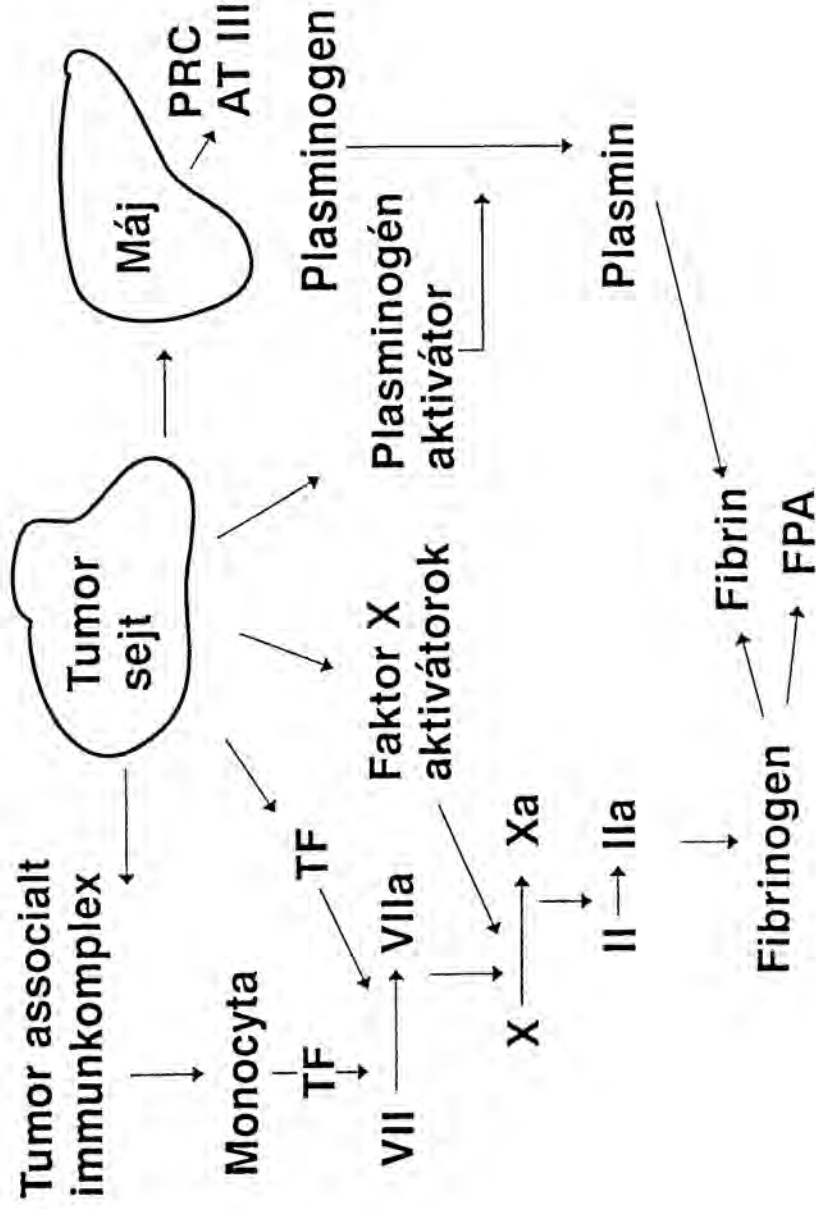 Tumor associalt
immunkomplex
Tumor
sejt
Máj
PRC
AT III
Monocyta
TF
TF
Faktor X
aktivátorok
Plasminogén
aktivátor
Plasminogen
VII
VIIa
X
Xa
II
IIa
Plasmin
Fibrinogen
Fibrin
FPA